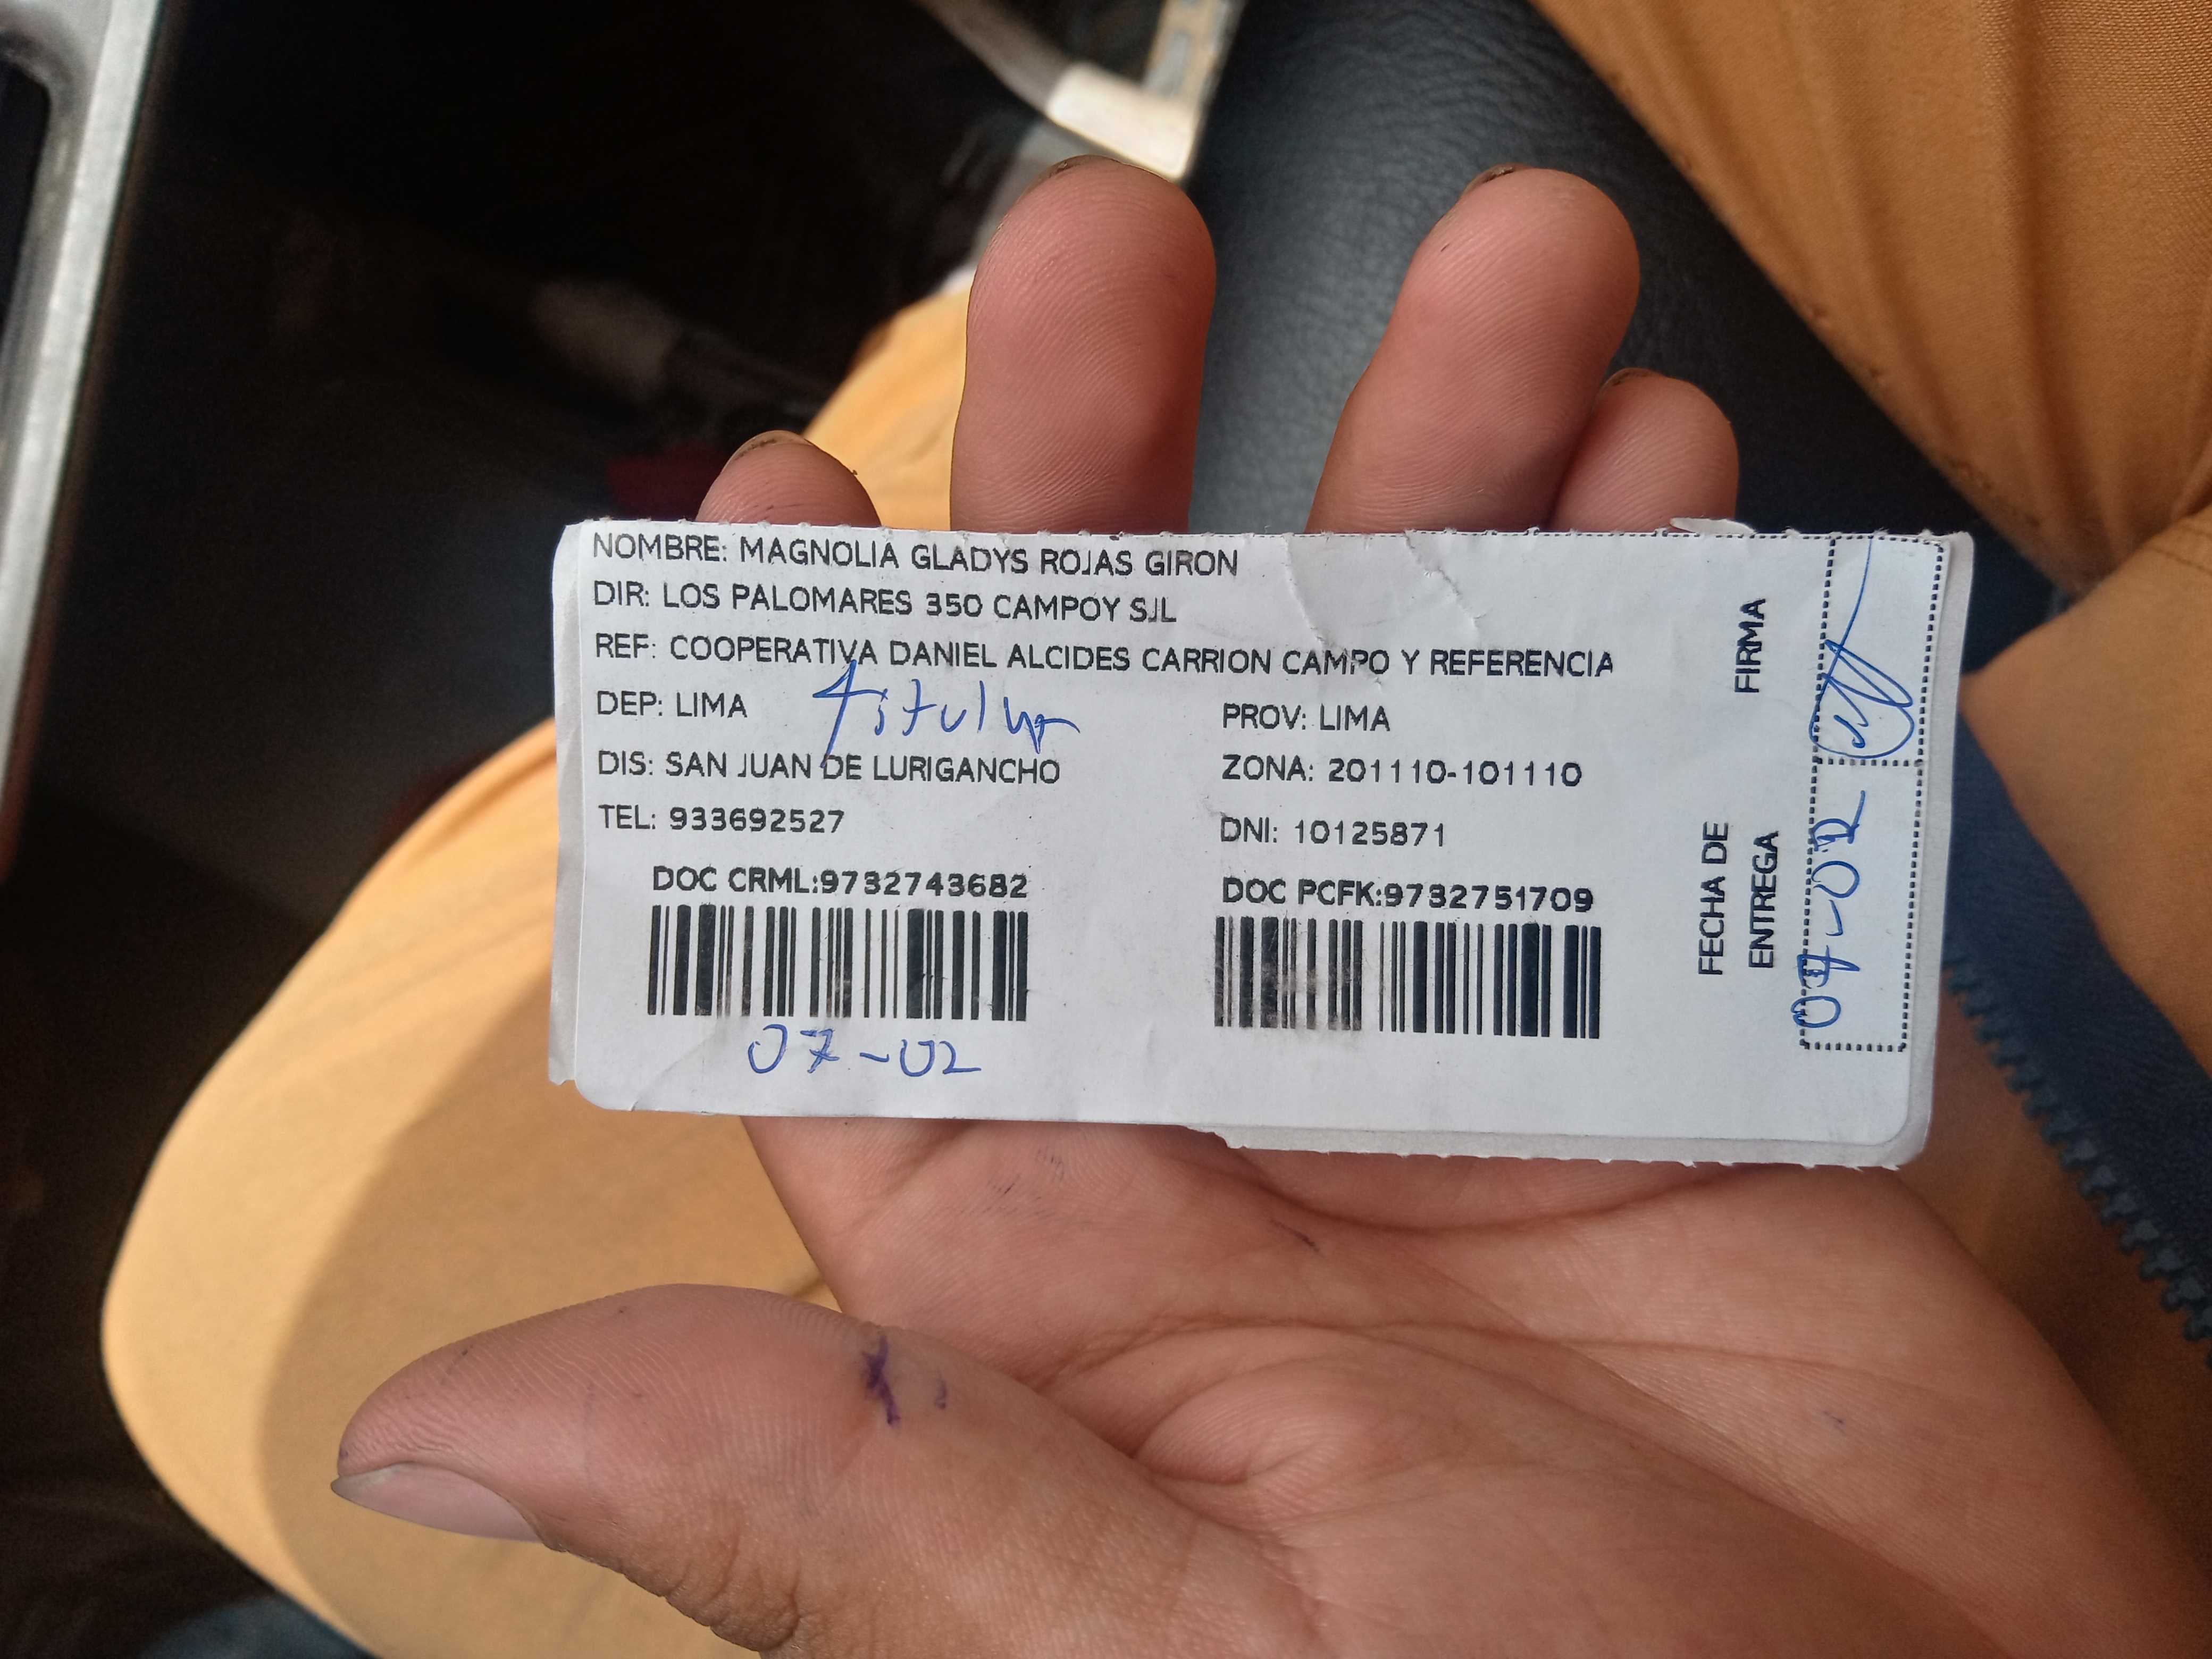 NOMBRE: MAGNOLIA GLADYS ROJAS GIRON
DIR: LOS PALOMARES 350 CAMPOY SJL
REF: COOPERATIVA DANIEL ALCIDES CARRION CAMPO Y REFERENCIA
DEP: LIMA
PROV: LIMA
DIS: SAN JUAN DE LURIGANCHO
ZONA: 201110-101110
TEL: 933692527
DNI: 10125871
DOC CRML:9732743682
DOC PCFK:9732751709
07-02
FIRMA
FECHA DE
ENTREGA
07-02